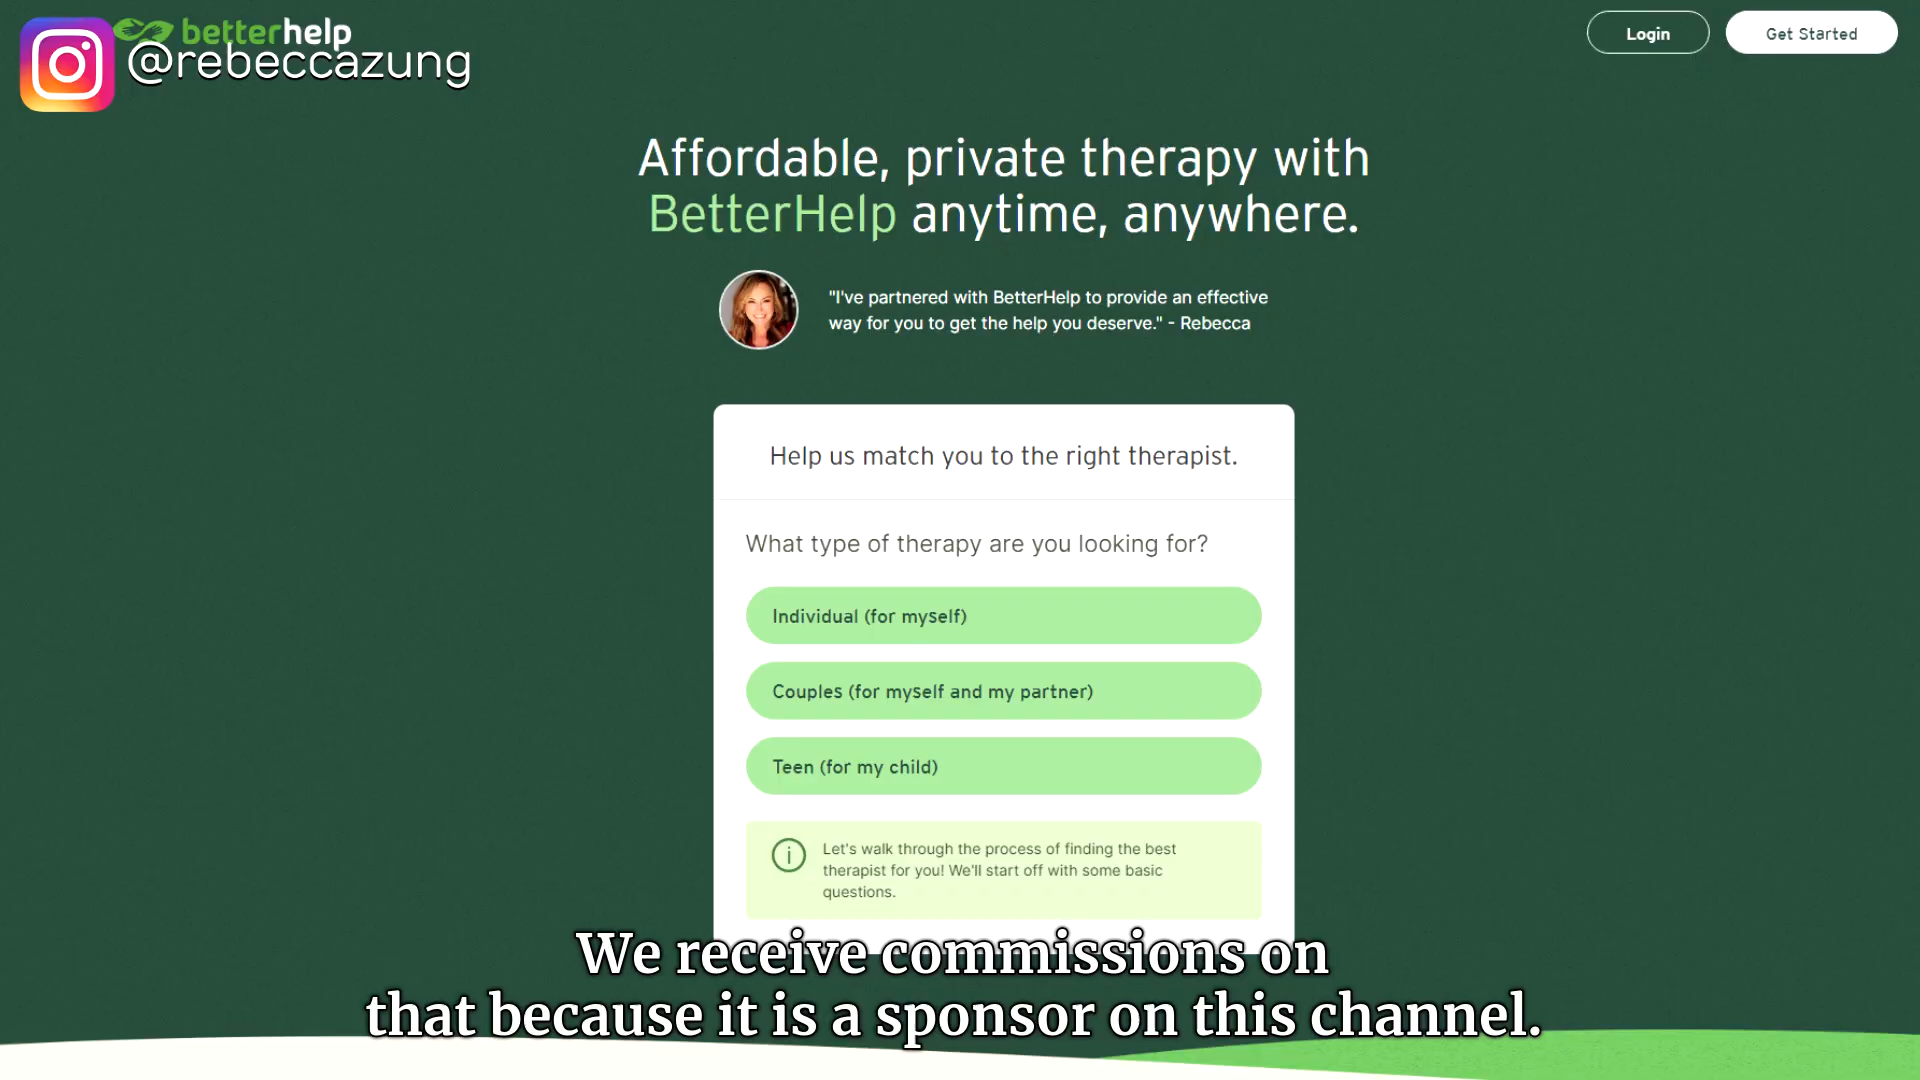 betterhelp
@rebeccazung
Login
Get Started
Affordable, private therapy with
BetterHelp anytime, anywhere.
"I've partnered with BetterHelp to provide an effective
way for you to get the help you deserve." - Rebecca
Help us match you to the right therapist.
What type of therapy are you looking for?
Individual (for myself)
Couples (for myself and my partner)
Teen (for my child)
Let's walk through the process of finding the best
therapist for you! We'll start off with some basic
questions.
We receive commissions on
that because it is a sponsor on this channel.